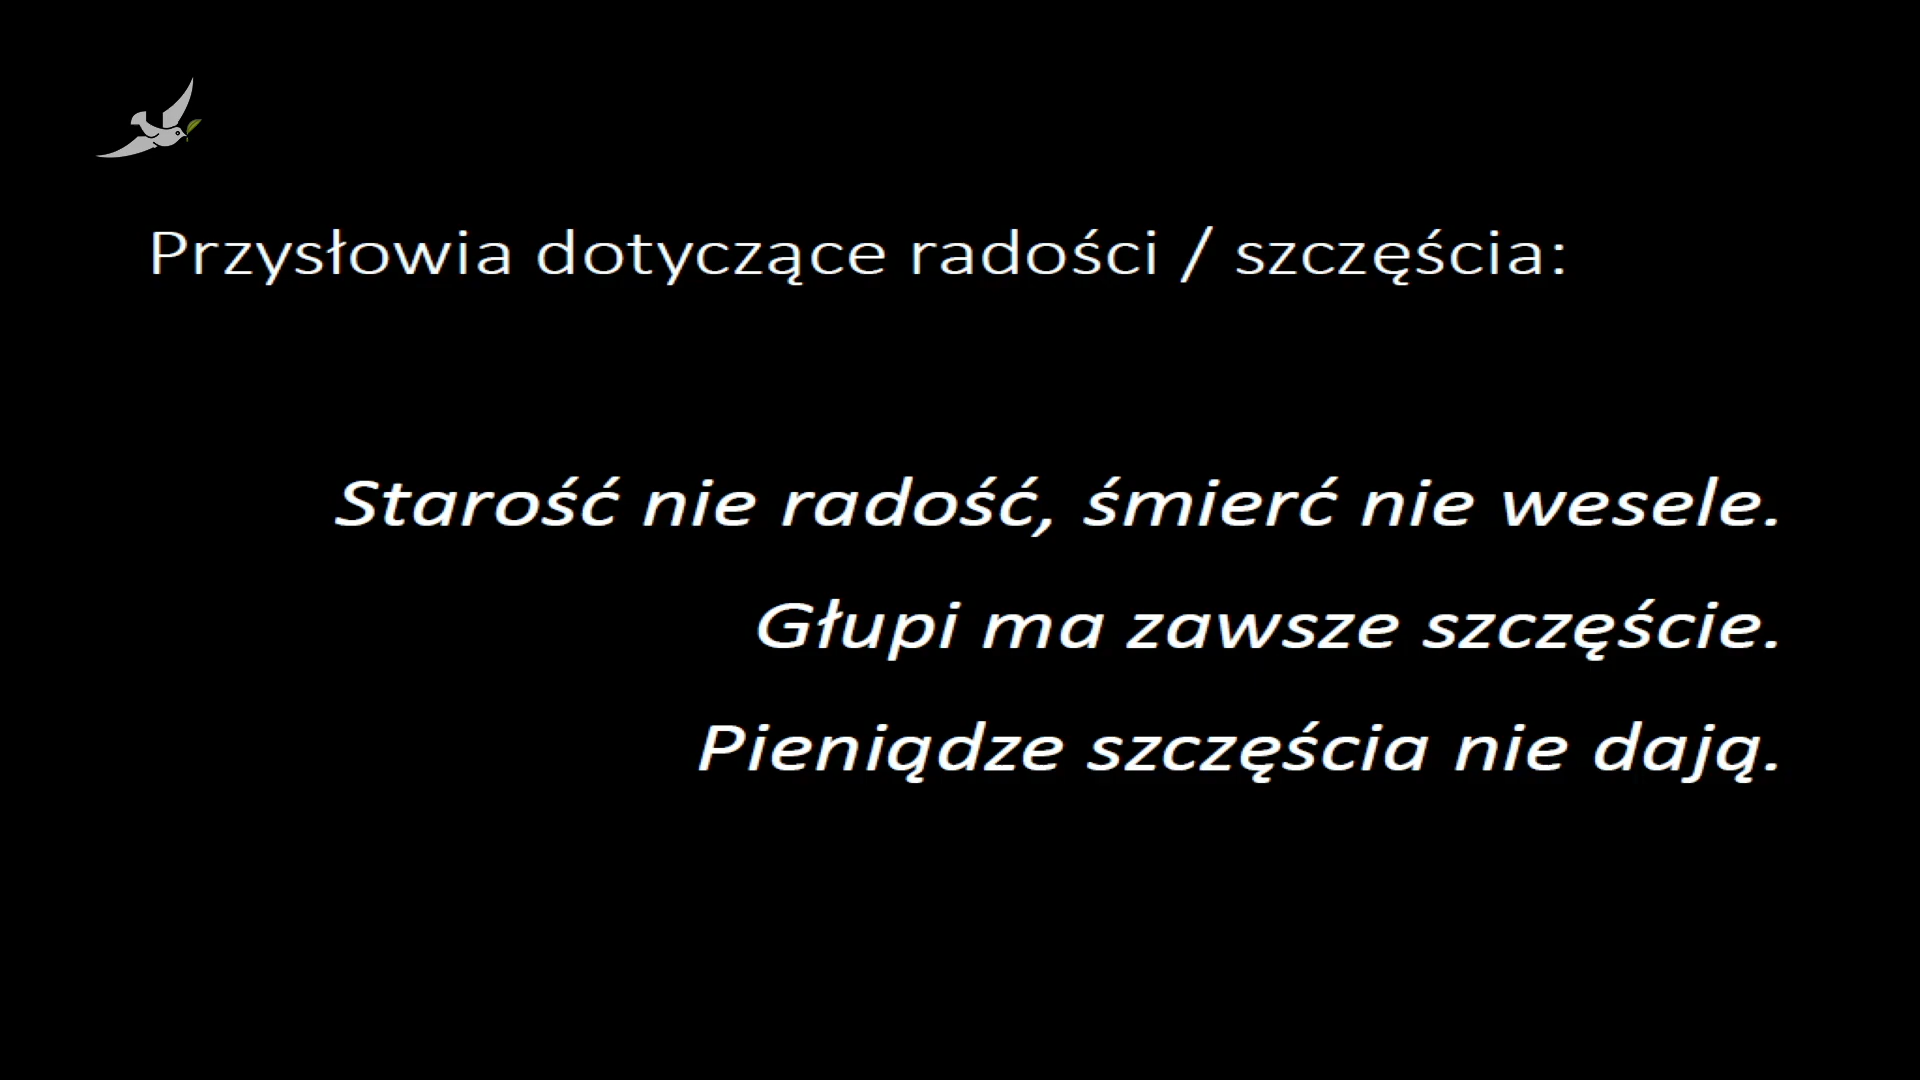 Przysłowia dotyczące radości / szczęścia:
Starość nie radość, śmierć nie wesele.
Głupi ma zawsze szczęście.
Pieniądze szczęścia nie dają.